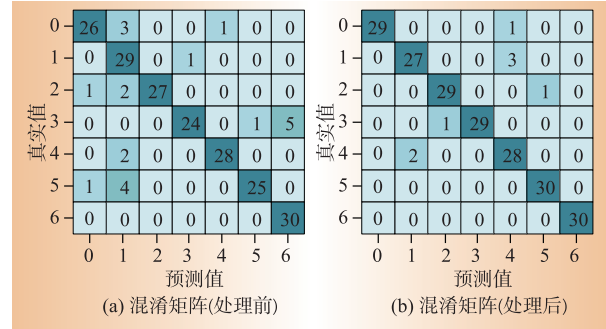 0 26 3 0 0 1 0 0
1 0 29 0 1 0 0 0
2 1 2 27 0 0 0 0
3 0 0 0 24 0 1 5
4 0 2 0 0 28 0 0
5 1 4 0 0 0 25 0
6 0 0 0 0 0 0 30
0 1 2 3 4 5 6
真实值
预测值
(a) 混淆矩阵(处理前)
0 29 0 0 0 1 0 0
1 0 27 0 0 3 0 0
2 0 0 29 0 0 1 0
3 0 0 1 29 0 0 0
4 0 2 0 0 28 0 0
5 0 0 0 0 0 30 0
6 0 0 0 0 0 0 30
0 1 2 3 4 5 6
真实值
预测值
(b) 混淆矩阵(处理后)